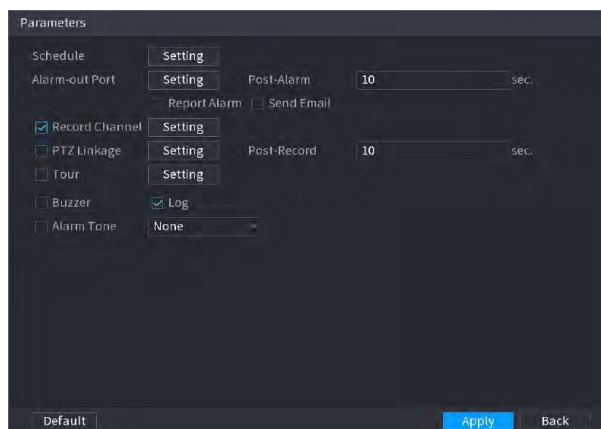 Parameters
Schedule Setting
Alarm-out Port Setting Post-Alarm 10 sec.
Report Alarm Send Email
Record Channel Setting
PTZ Linkage Setting Post-Record 10 sec.
Tour Setting
Buzzer Log
Alarm Tone None
Default Apply Back